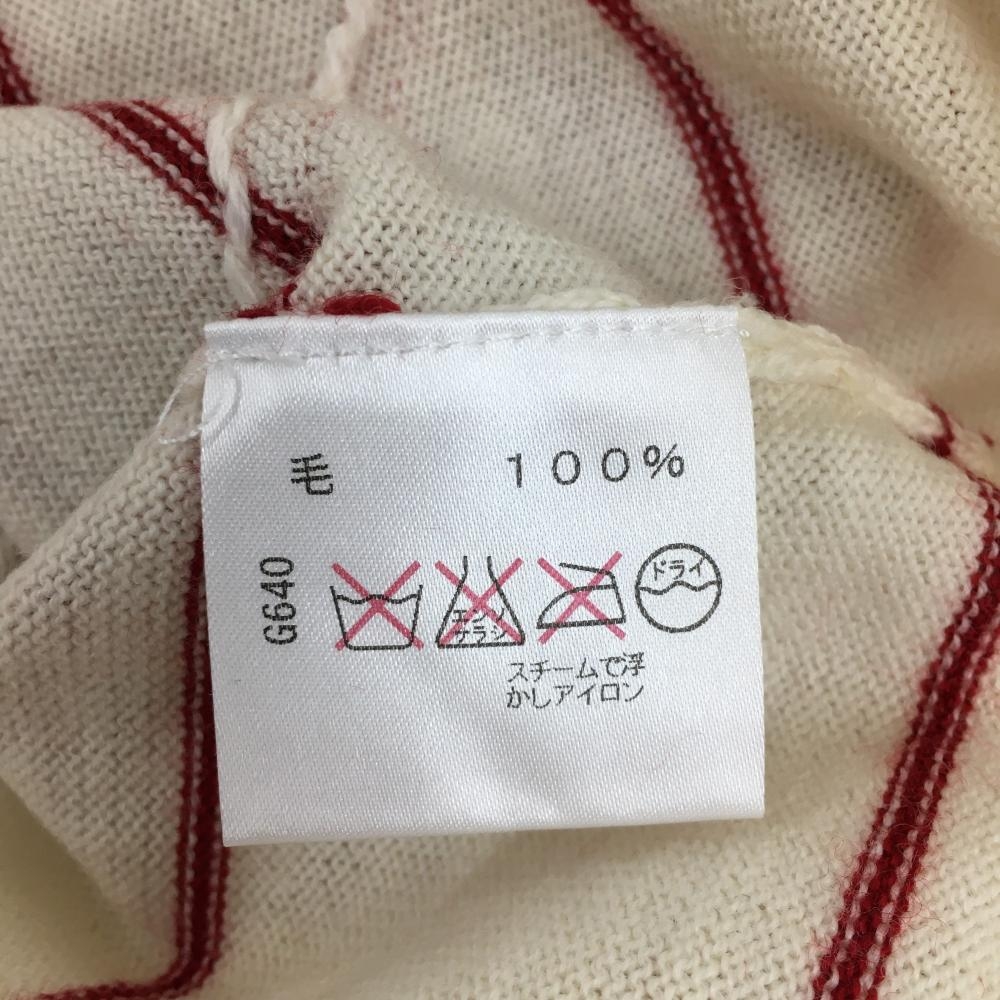 毛 100%
G640
エンソ
サラシ
ドライ
スチームで浮
かしアイロン